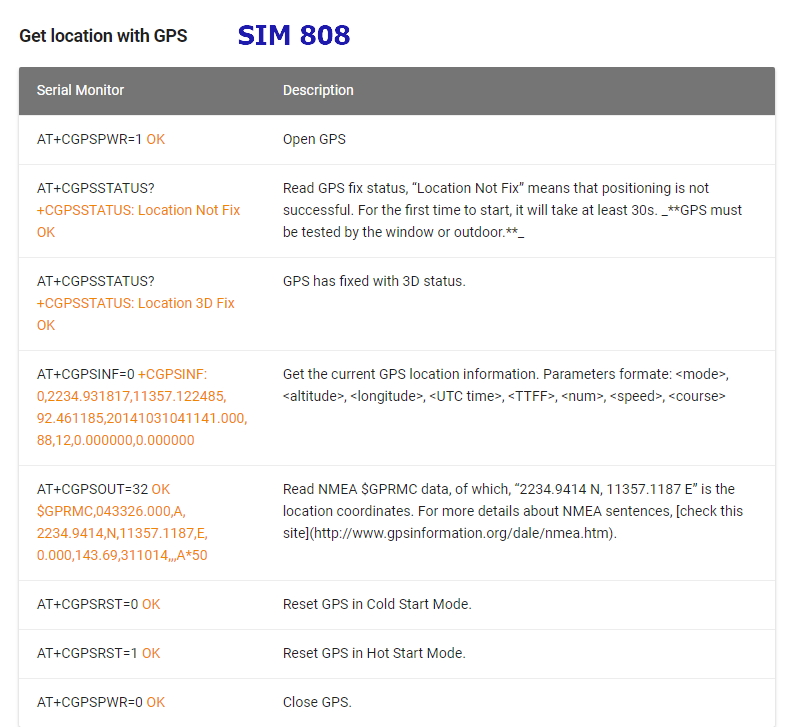 Get location with GPS SIM 808
Serial Monitor Description
AT+CGPSPWR=1 OK Open GPS
AT+CGPSSTATUS? Read GPS fix status, “Location Not Fix” means that positioning is not
+CGPSSTATUS: Location Not Fix successful. For the first time to start, it will take at least 30s. _**GPS must
OK be tested by the window or outdoor.**_
AT+CGPSSTATUS? GPS has fixed with 3D status.
+CGPSSTATUS: Location 3D Fix
OK
AT+CGPSINF=0 +CGPSINF: Get the current GPS location information. Parameters formate: <mode>,
0,2234.931817,11357.122485, <altitude>, <longitude>, <UTC time>, <TTFF>, <num>, <speed>, <course>
92.461185,20141031041141.000,
88,12,0.000000,0.000000
AT+CGPSOUT=32 OK Read NMEA $GPRMC data, of which, “2234.9414 N, 11357.1187 E” is the
$GPRMC,043326.000,A, location coordinates. For more details about NMEA sentences, [check this
2234.9414,N,11357.1187,E, site](http://www.gpsinformation.org/dale/nmea.htm).
0.000,143.69,311014,,,A*50
AT+CGPSRST=0 OK Reset GPS in Cold Start Mode.
AT+CGPSRST=1 OK Reset GPS in Hot Start Mode.
AT+CGPSPWR=0 OK Close GPS.